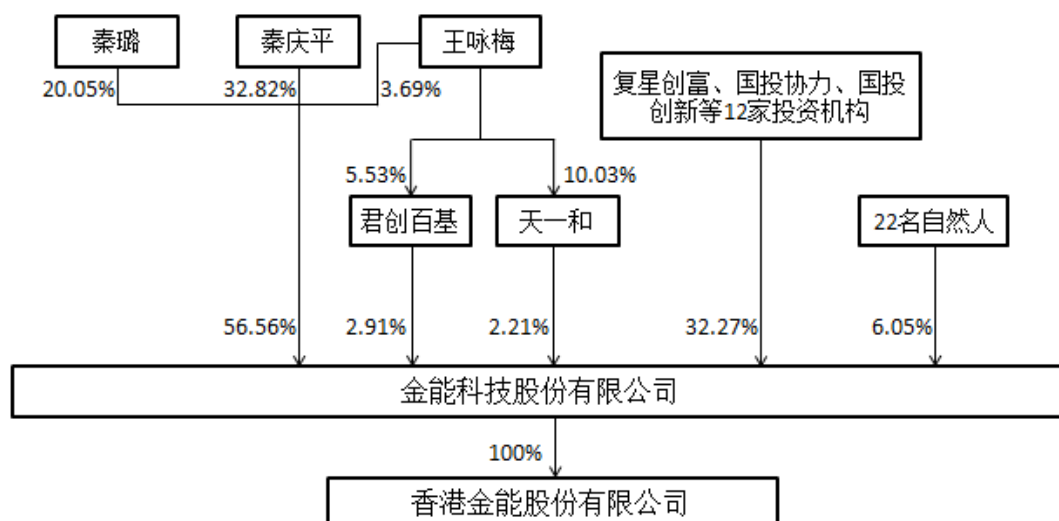 秦璐
秦庆平
王咏梅
20.05%
32.82%
3.69%
复星创富、国投协力、国投
创新等12家投资机构
5.53%
10.03%
君创百基
天一和
22名自然人
56.56%
2.91%
2.21%
32.27%
6.05%
金能科技股份有限公司
100%
香港金能股份有限公司